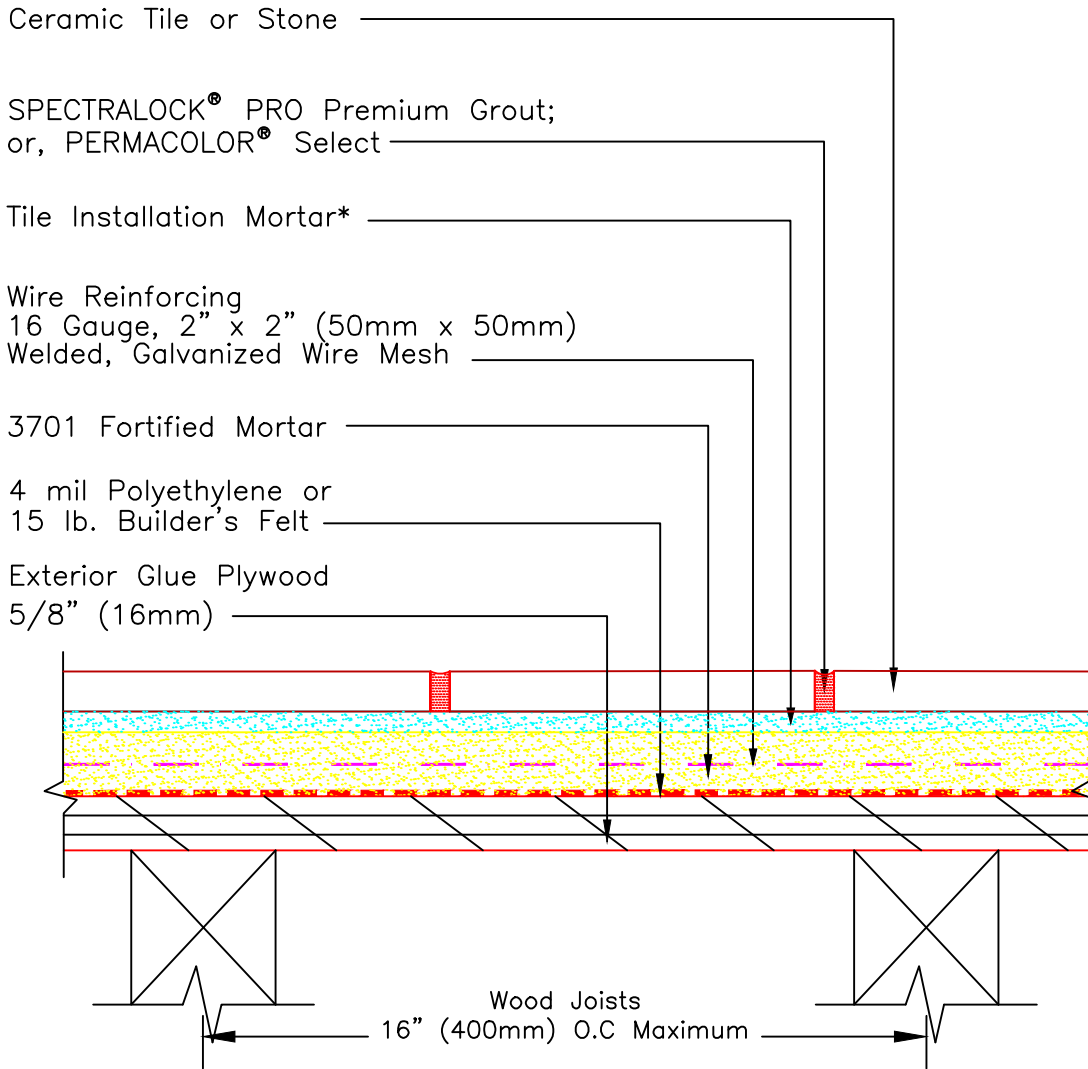 Ceramic Tile or Stone
SPECTRALOCK® PRO Premium Grout;
or, PERMACOLOR® Select
Tile Installation Mortar*
Wire Reinforcing
16 Gauge, 2” x 2” (50mm x 50mm)
Welded, Galvanized Wire Mesh
3701 Fortified Mortar
4 mil Polyethylene or
15 lb. Builder's Felt
Exterior Glue Plywood
5/8” (16mm)
Wood Joists
16” (400mm) O.C Maximum